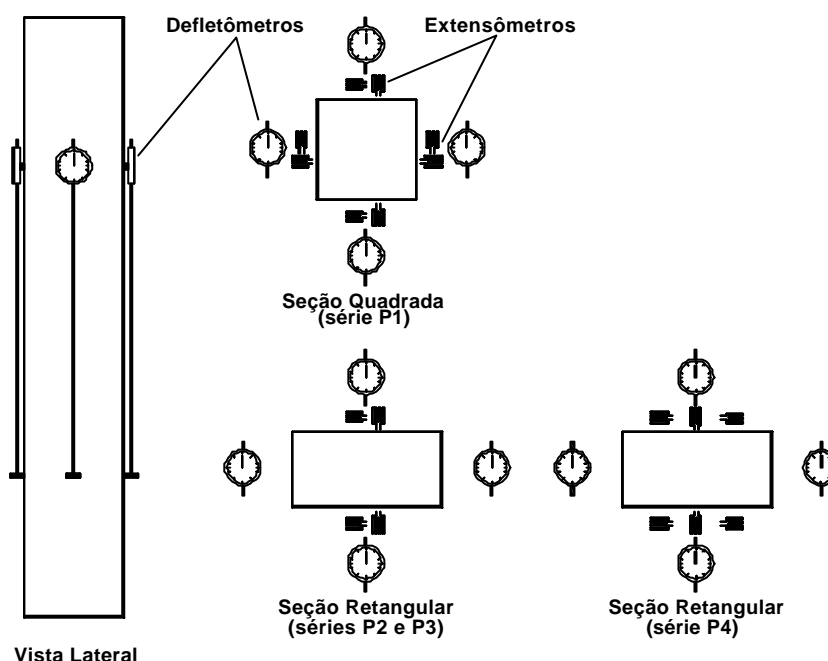 Defletômetros
Extensômetros
Seção Quadrada
(série P1)
Seção Retangular
(séries P2 e P3)
Seção Retangular
(série P4)
Vista Lateral